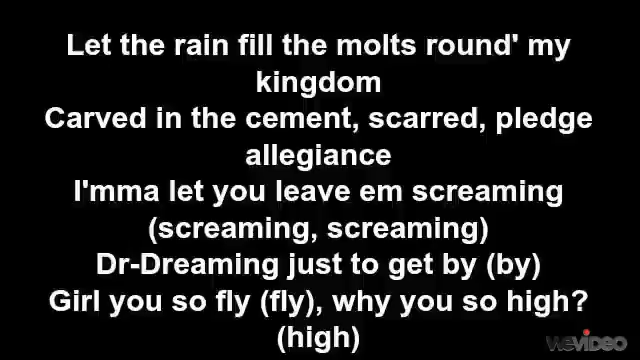 Let the rain fill the molts round' my
kingdom
Carved in the cement, scarred, pledge
allegiance
I'mma let you leave em screaming
(screaming, screaming)
Dr-Dreaming just to get by (by)
Girl you so fly (fly), why you so high?
(high)
WEVIDEO